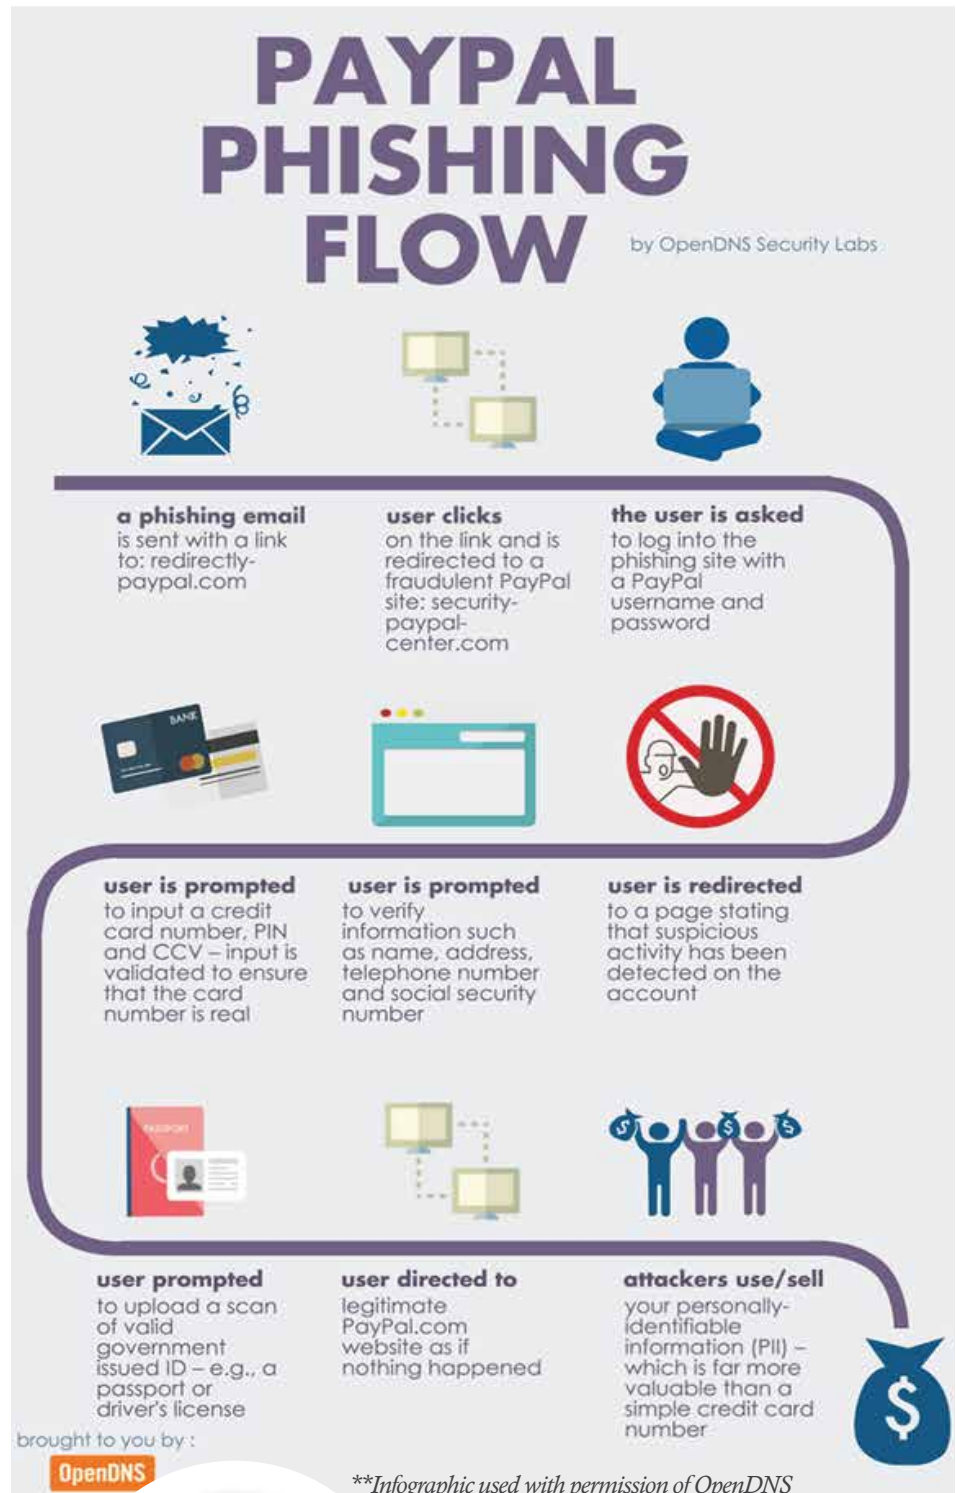 PAYPAL
PHISHING
FLOW
by OpenDNS Security Labs
a phishing email
is sent with a link
to: redirectly-
paypal.com
user clicks
on the link and is
redirected to a
fraudulent PayPal
site: security-
paypal-
center.com
the user is asked
to log into the
phishing site with
a PayPal
username and
password
BANK
user is redirected
to a page stating
that suspicious
activity has been
detected on the
account
user is prompted
to verify
information such
as name, address,
telephone number
and social security
number
user is prompted
to input a credit
card number, PIN
and CCV – input is
validated to ensure
that the card
number is real
PASSPORT
$
$
$
user prompted
to upload a scan
of valid
government
issued ID – e.g., a
passport or
driver's license
user directed to
legitimate
PayPal.com
website as if
nothing happened
attackers use/sell
your personally-
identifiable
information (PII) –
which is far more
valuable than a
simple credit card
number
$
brought to you by :
OpenDNS
**Infographic used with permission of OpenDNS